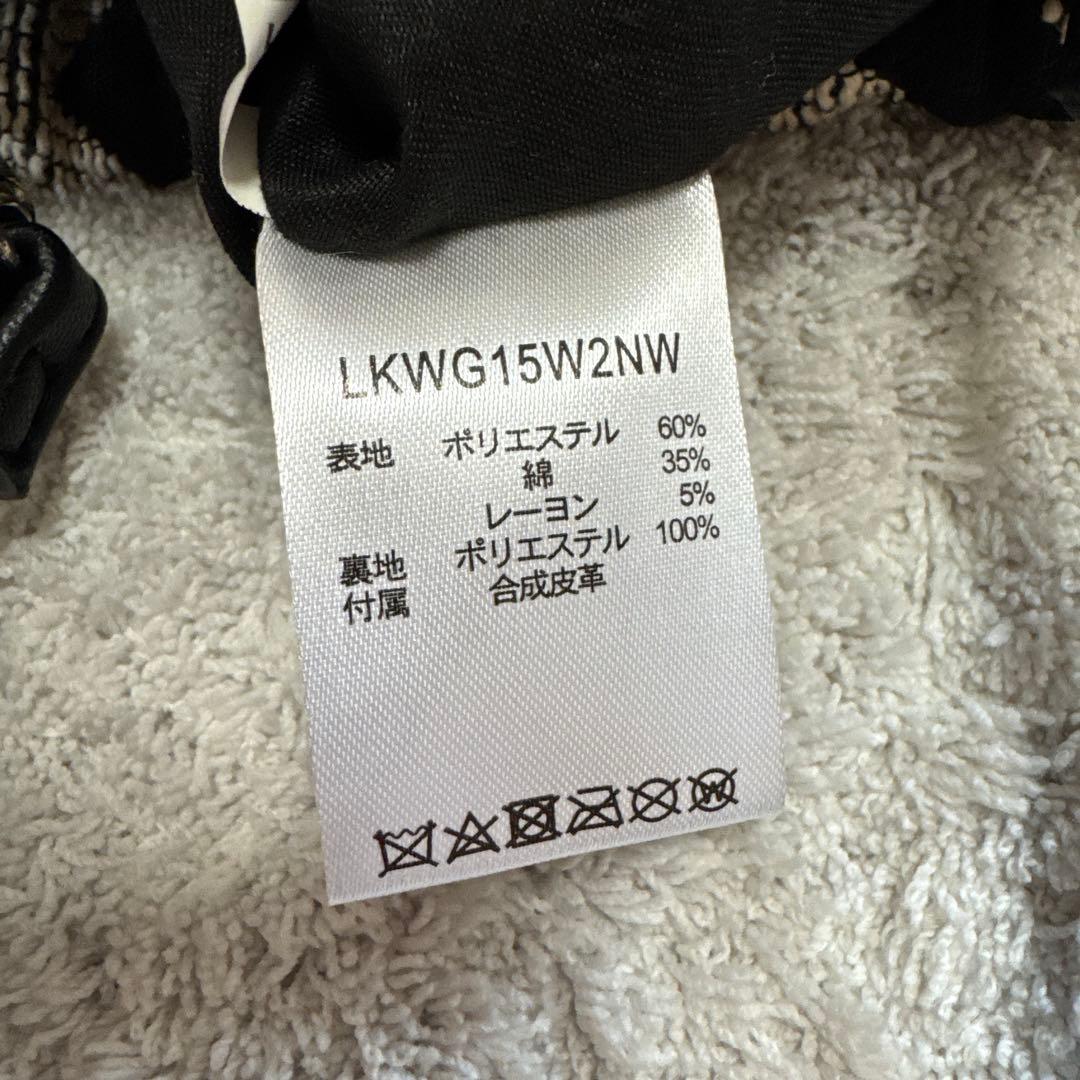 LKWG15W2NW
表地 ポリエステル 60%
綿 35%
レーヨン 5%
裏地 ポリエステル 100%
付属 合成皮革
W